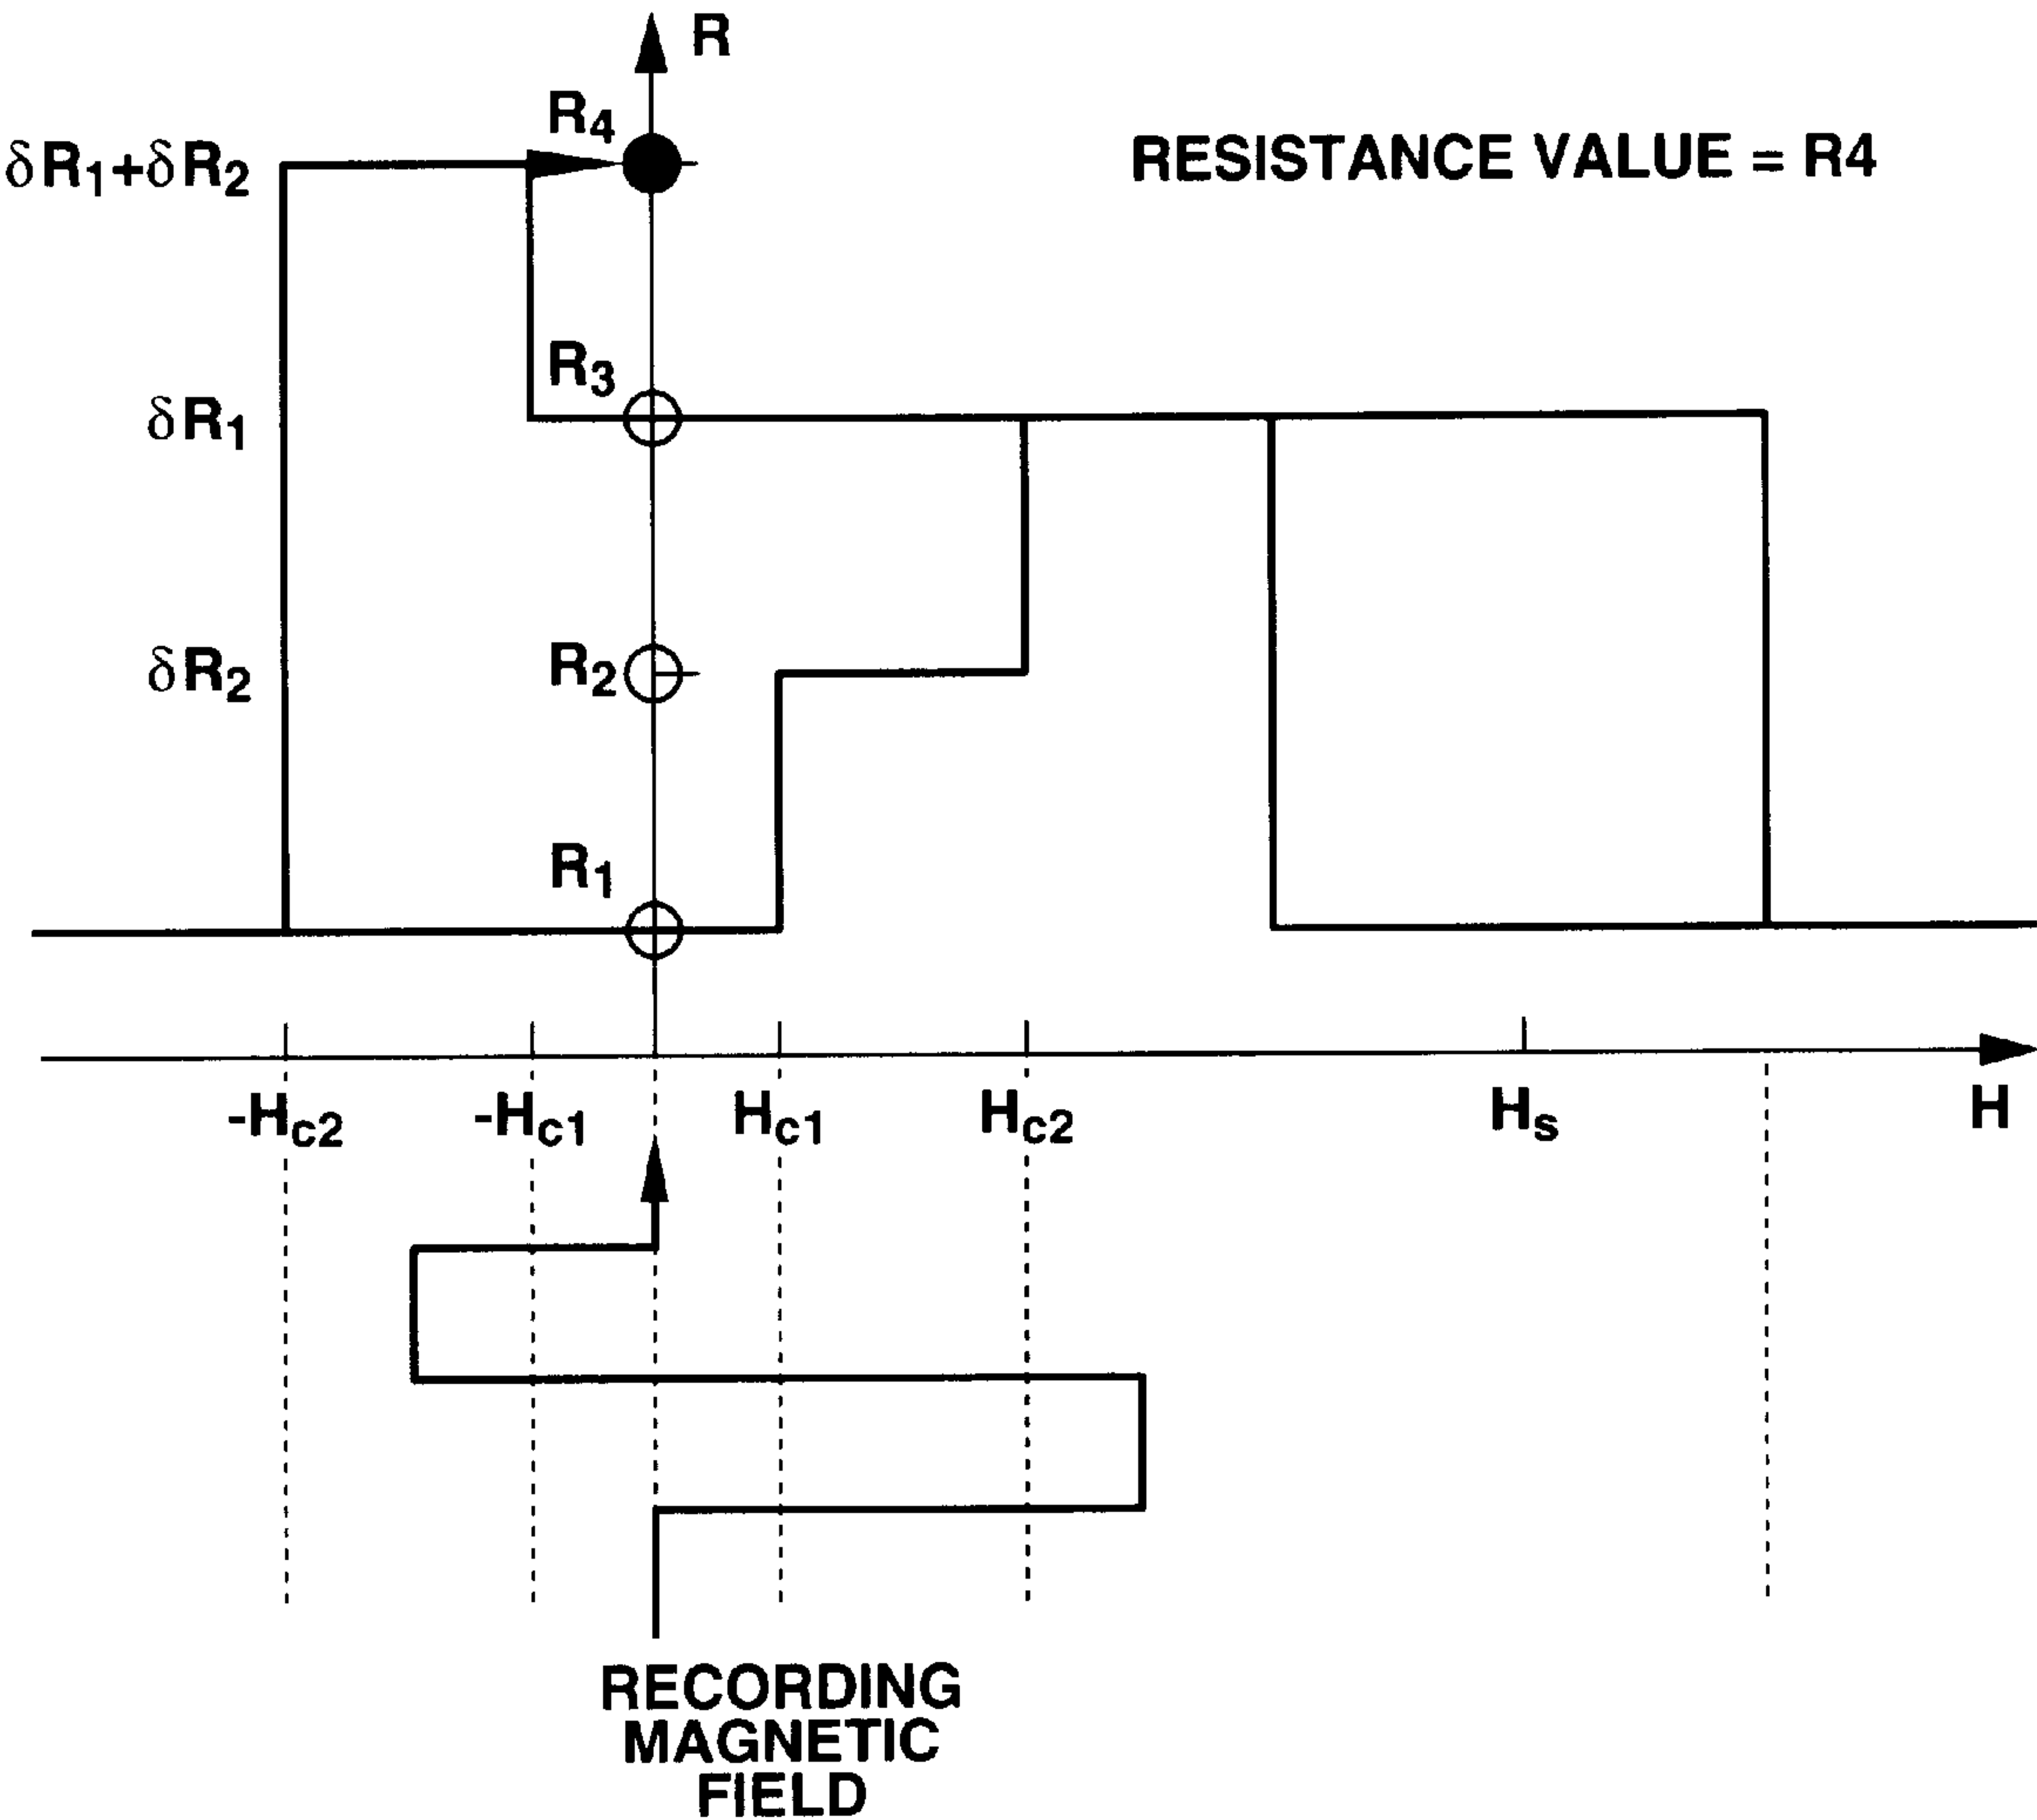 R
R4
δR1+δR2
RESISTANCE VALUE = R4
R3
δR1
R2
δR2
R1
-Hc2
-Hc1
Hc1
Hc2
Hs
H
RECORDING
MAGNETIC
FIELD